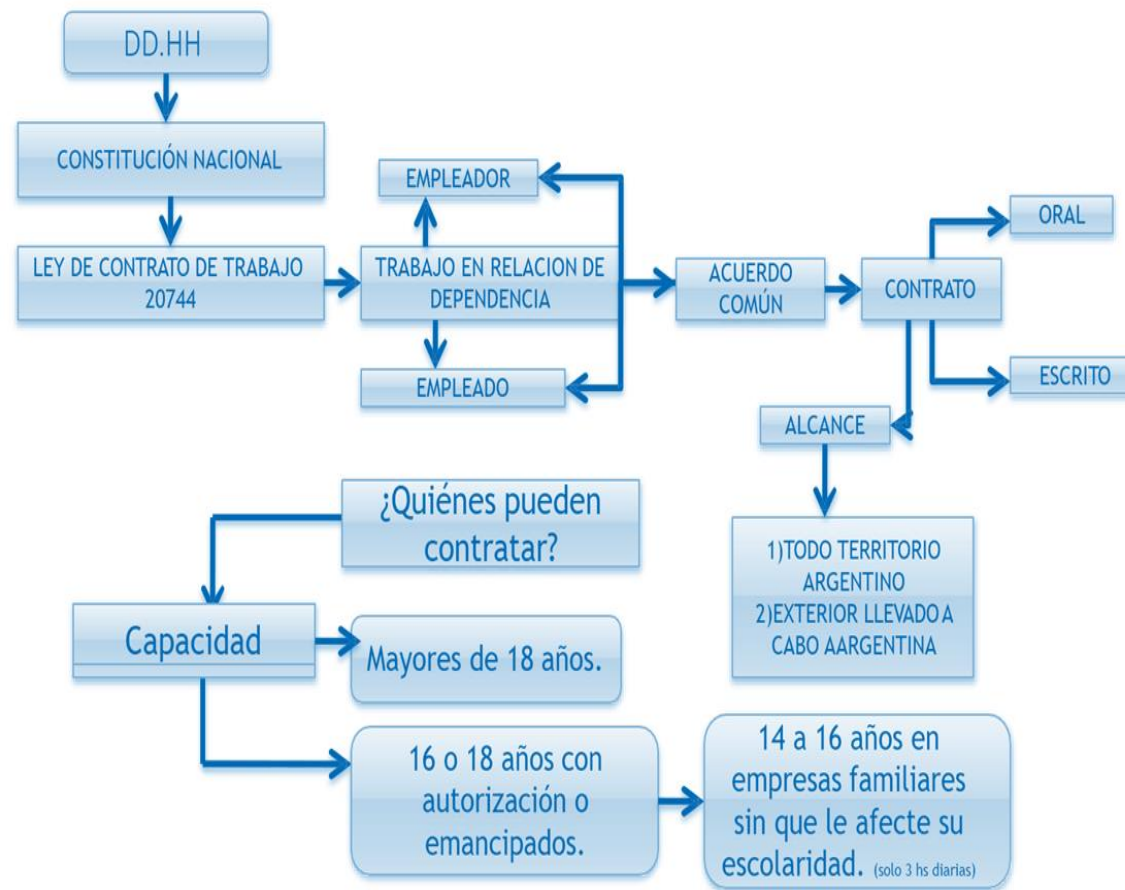 DD.HH
CONSTITUCIÓN NACIONAL
LEY DE CONTRATO DE TRABAJO
20744
EMPLEADOR
TRABAJO EN RELACION DE
DEPENDENCIA
EMPLEADO
ACUERDO
COMÚN
CONTRATO
ORAL
ESCRITO
ALCANCE
1)TODO TERRITORIO
ARGENTINO
2)EXTERIOR LLEVADO A
CABO AARGENTINA
¿Quiénes pueden
contratar?
Capacidad
Mayores de 18 años.
16 o 18 años con
autorización o
emancipados.
14 a 16 años en
empresas familiares
sin que le afecte su
escolaridad. (solo 3 hs diarias)